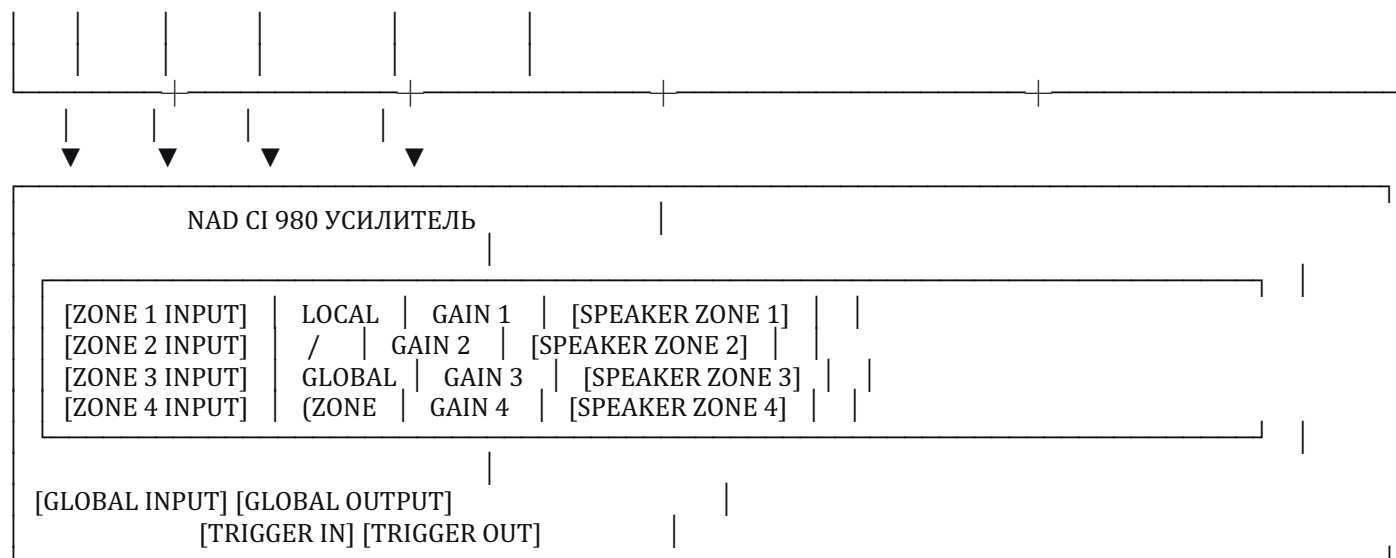 NAD CI 980 УСИЛИТЕЛЬ
[ZONE 1 INPUT] LOCAL GAIN 1 [SPEAKER ZONE 1]
[ZONE 2 INPUT] / GAIN 2 [SPEAKER ZONE 2]
[ZONE 3 INPUT] GLOBAL GAIN 3 [SPEAKER ZONE 3]
[ZONE 4 INPUT] (ZONE GAIN 4 [SPEAKER ZONE 4]
[GLOBAL INPUT] [GLOBAL OUTPUT]
[TRIGGER IN] [TRIGGER OUT]